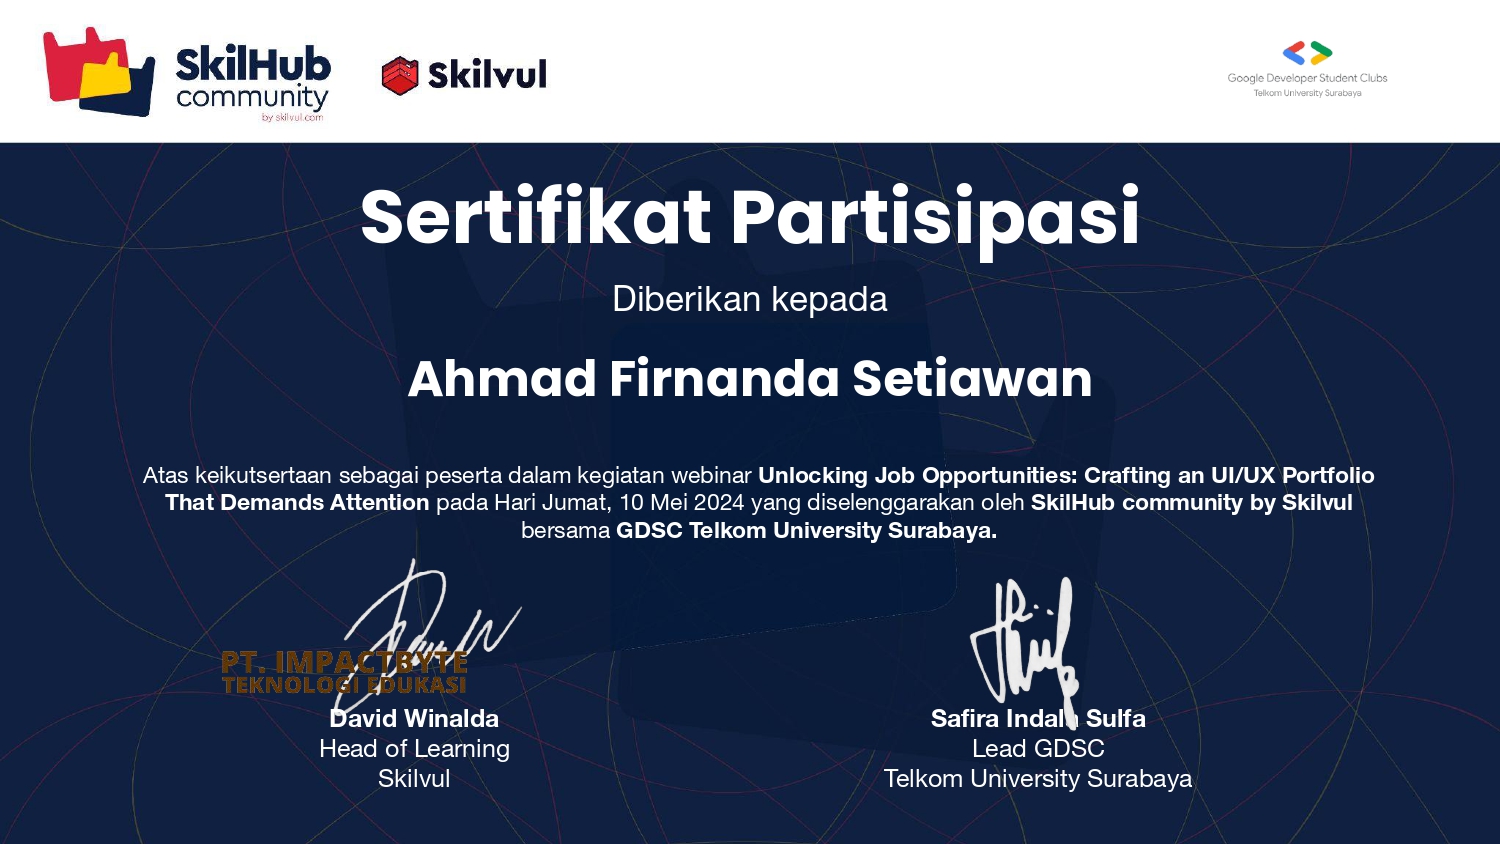 SkilHub
community
by skilvul.com
Skilvul
Google Developer Student Clubs
Telkom University Surabaya
Sertifikat Partisipasi
Diberikan kepada
Ahmad Firnanda Setiawan
Atas keikutsertaan sebagai peserta dalam kegiatan webinar Unlocking Job Opportunities: Crafting an UI/UX Portfolio
That Demands Attention pada Hari Jumat, 10 Mei 2024 yang diselenggarakan oleh SkilHub community by Skilvul
bersama GDSC Telkom University Surabaya.
PT. IMPACTBYTE
TEKNOLOGI EDUKASI
David Winalda
Head of Learning
Skilvul
Safira Indah Sulfa
Lead GDSC
Telkom University Surabaya